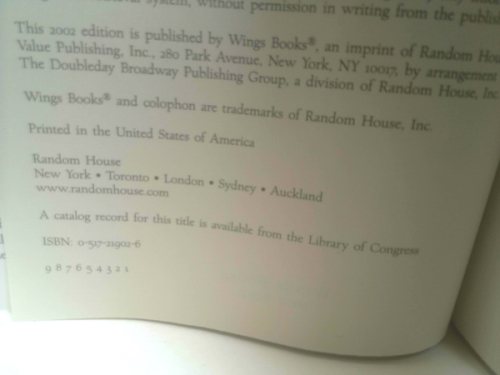 system, without permission in writing from the publis
This 2002 edition is published by Wings Books®, an imprint of Random Hou
Value Publishing, Inc., 280 Park Avenue, New York, NY 10017, by arrangement
The Doubleday Broadway Publishing Group, a division of Random House, Inc
Wings Books® and colophon are trademarks of Random House, Inc.
Printed in the United States of America
Random House
New York • Toronto • London • Sydney • Auckland
www.randomhouse.com
A catalog record for this title is available from the Library of Congress
ISBN: 0-517-21902-6
9 8 7 6 5 4 3 2 1